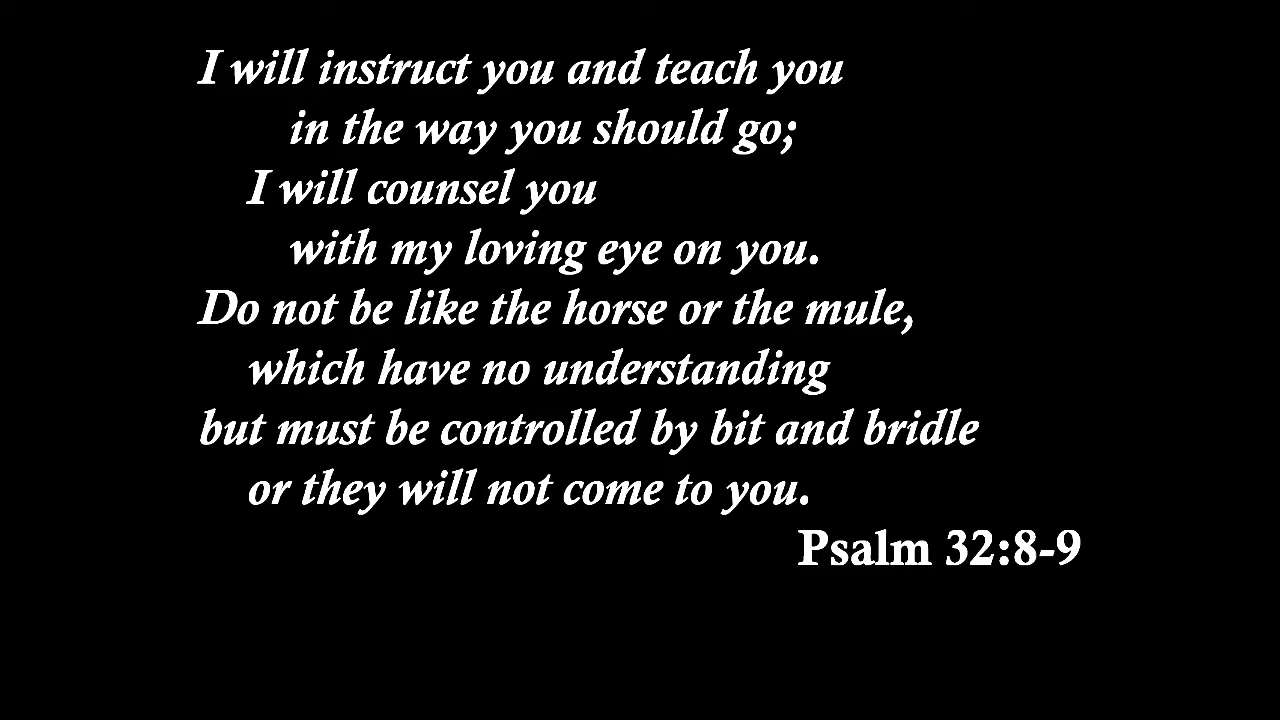 I will instruct you and teach you
in the way you should go;
I will counsel you
with my loving eye on you.
Do not be like the horse or the mule,
which have no understanding
but must be controlled by bit and bridle
or they will not come to you.
Psalm 32:8-9